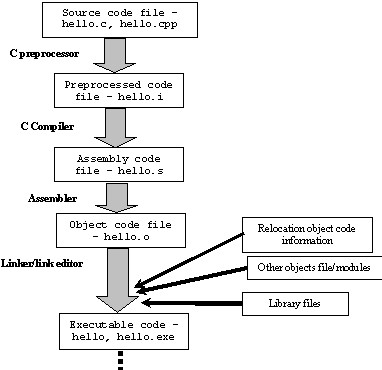 Source code file -
hello.c, hello.cpp
C preprocessor
Preprocessed code
file - hello.i
C Compiler
Assembly code
file - hello.s
Assembler
Object code file
- hello.o
Relocation object code
information
Linker/link editor
Other objects file/modules
Library files
Executable code -
hello, hello.exe